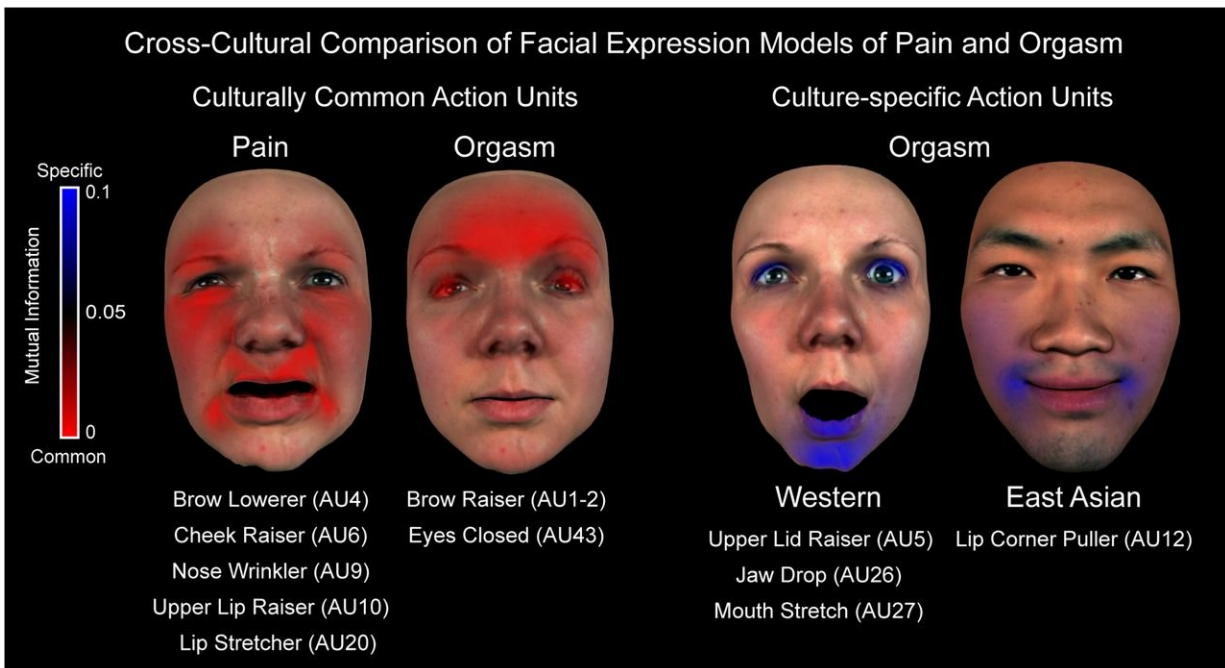 Cross-Cultural Comparison of Facial Expression Models of Pain and Orgasm
Culturally Common Action Units
Culture-specific Action Units
Pain
Orgasm
Orgasm
Specific
0.1
Mutual Information
0.05
0
Common
Brow Lowerer (AU4)
Cheek Raiser (AU6)
Nose Wrinkler (AU9)
Upper Lip Raiser (AU10)
Lip Stretcher (AU20)
Brow Raiser (AU1-2)
Eyes Closed (AU43)
Western
Upper Lid Raiser (AU5)
Jaw Drop (AU26)
Mouth Stretch (AU27)
East Asian
Lip Corner Puller (AU12)